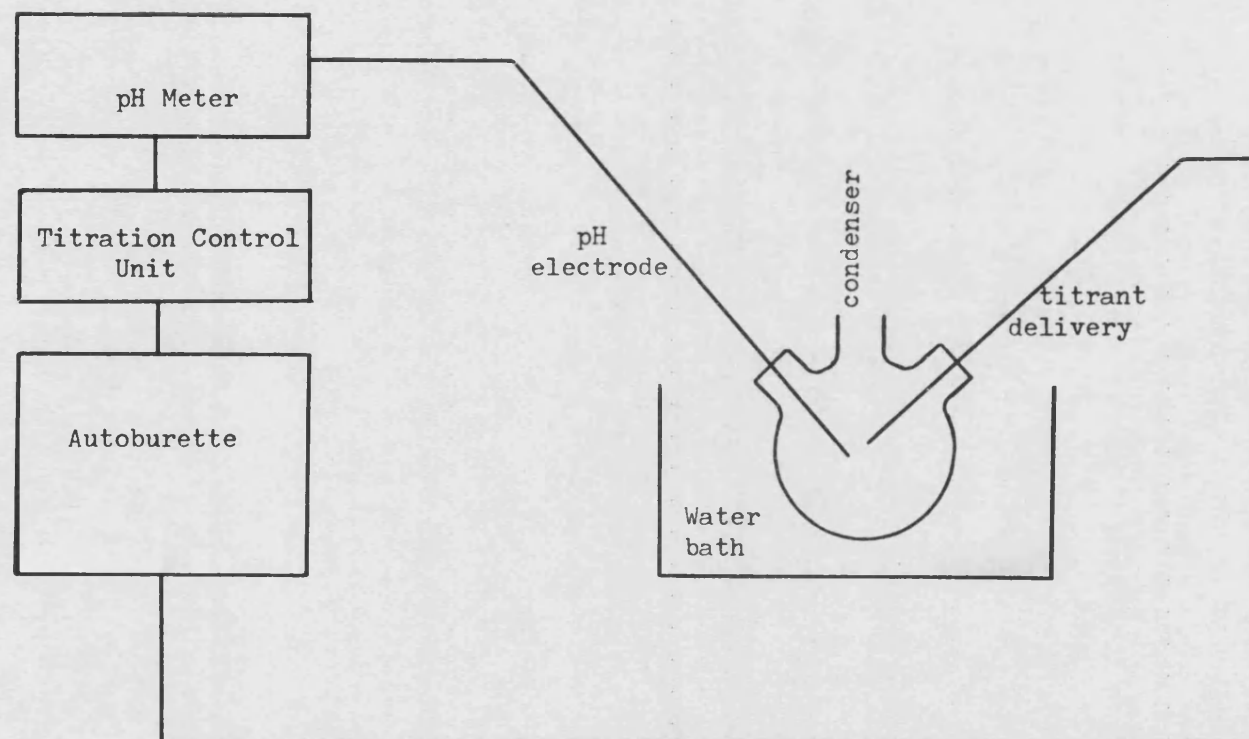 pH Meter
Titration Control
Unit
Autoburette
pH
electrode
condenser
titrant
delivery
Water
bath